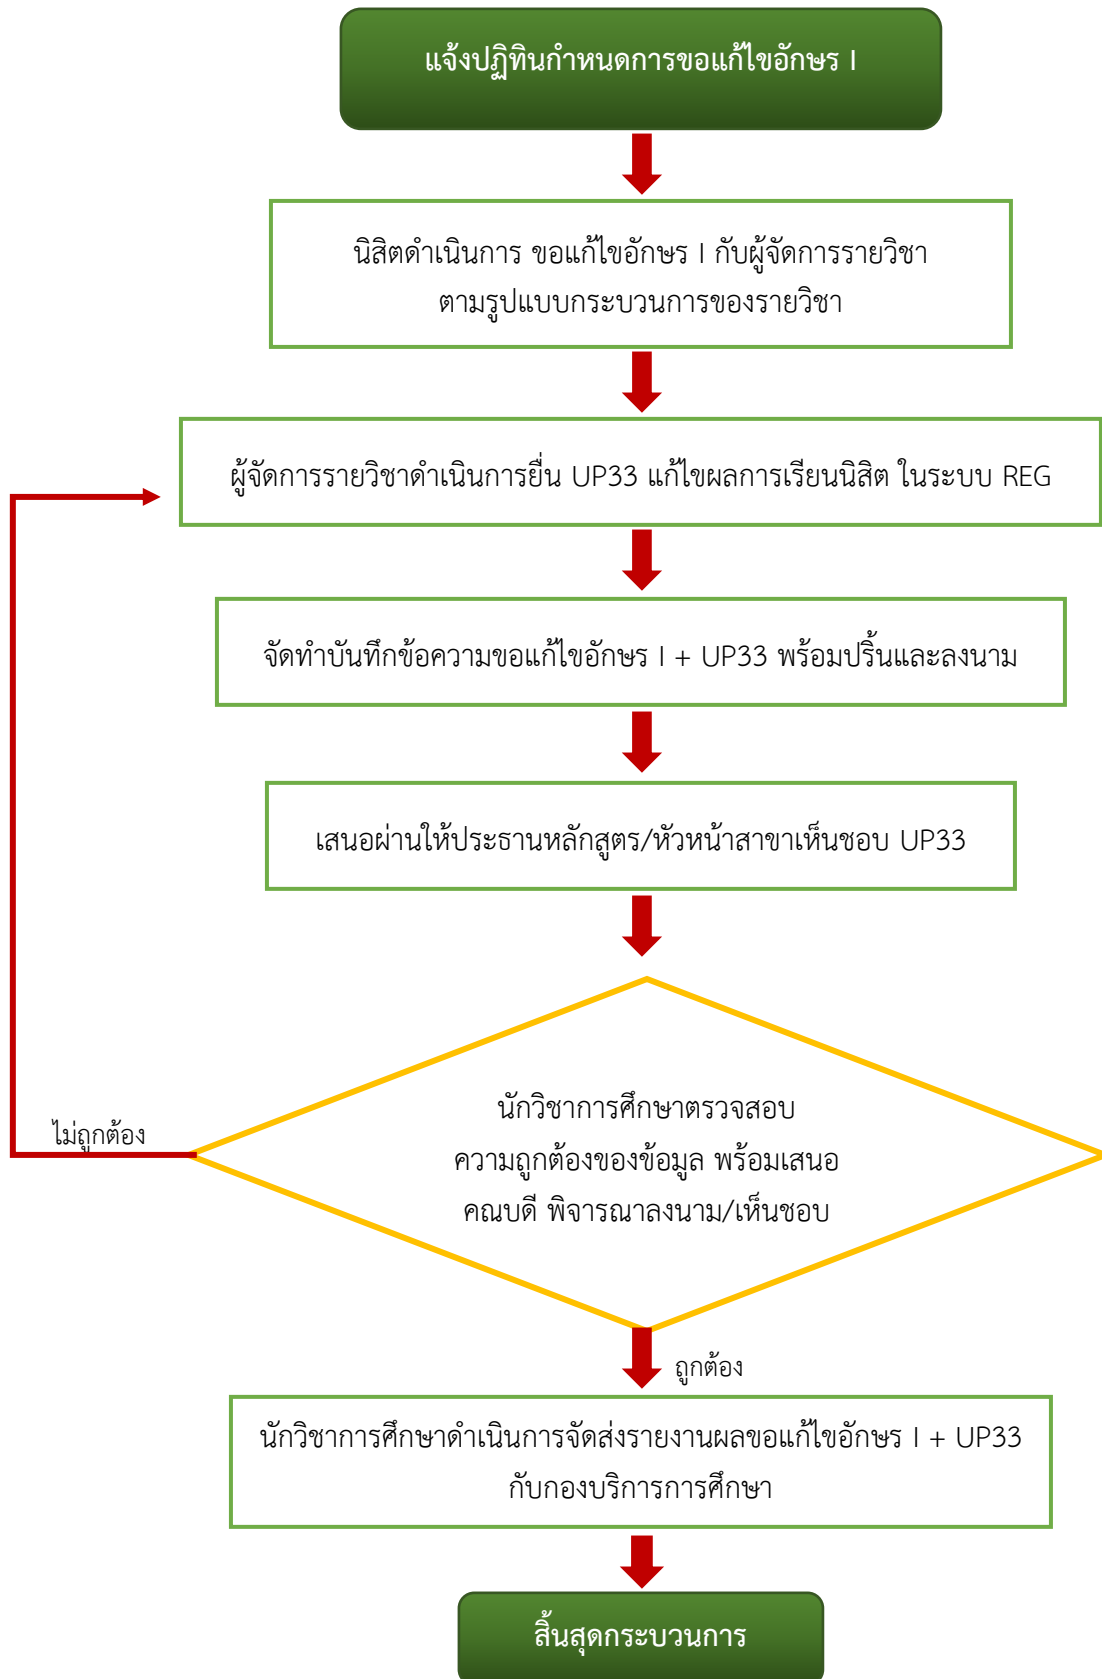 แจ้งปฏิทินกำหนดการขอแก้ไขอักษร I
นิสิตดำเนินการ ขอแก้ไขอักษร I กับผู้จัดการรายวิชา
ตามรูปแบบกระบวนการของรายวิชา
ผู้จัดการรายวิชาดำเนินการยื่น UP33 แก้ไขผลการเรียนนิสิต ในระบบ REG
จัดทำบันทึกข้อความขอแก้ไขอักษร I + UP33 พร้อมปริ้นและลงนาม
เสนอผ่านให้ประธานหลักสูตร/หัวหน้าสาขาเห็นชอบ UP33
นักวิชาการศึกษาตรวจสอบ
ความถูกต้องของข้อมูล พร้อมเสนอ
คณบดี พิจารณาลงนาม/เห็นชอบ
ไม่ถูกต้อง
ถูกต้อง
นักวิชาการศึกษาดำเนินการจัดส่งรายงานผลขอแก้ไขอักษร I + UP33
กับกองบริการการศึกษา
สิ้นสุดกระบวนการ